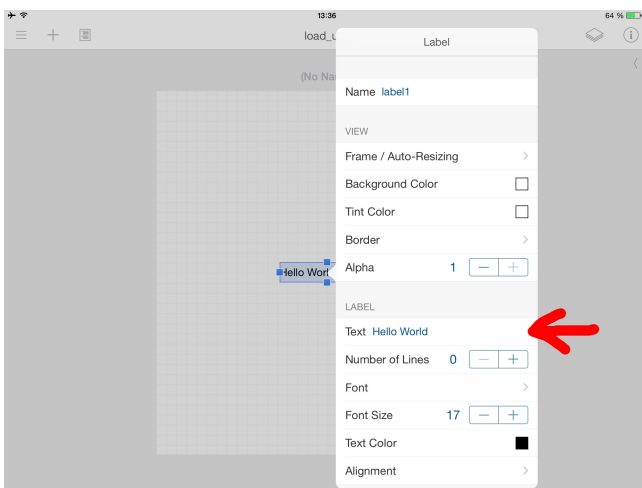 13:36
64 %
load_u
Label
(No Na
Name label1
VIEW
Frame / Auto-Resizing
Background Color
Tint Color
Border
Hello Worl
Alpha 1 − +
LABEL
Text Hello World
Number of Lines 0 − +
Font
Font Size 17 − +
Text Color
Alignment